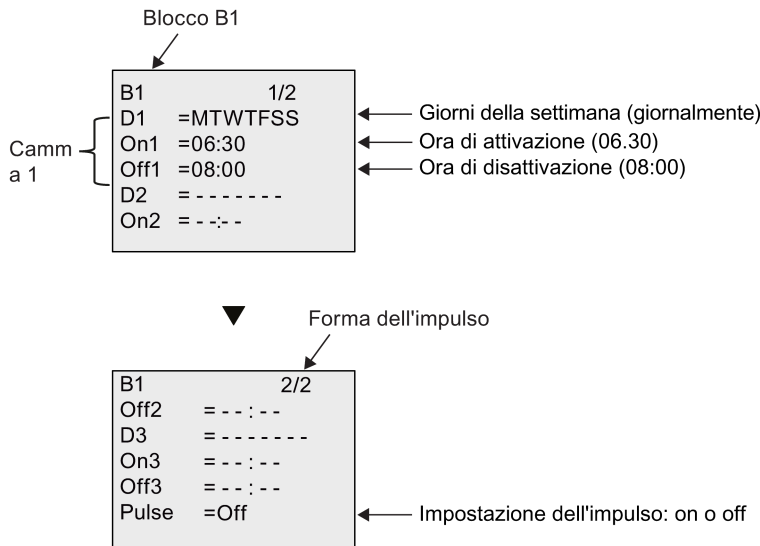 Blocco B1
B1 1/2
D1 =MTWTFSS
On1 =06:30
Off1 =08:00
D2 = - - - - - - -
On2 = - -:- -
Camm
a 1
Giorni della settimana (giornalmente)
Ora di attivazione (06.30)
Ora di disattivazione (08:00)
Forma dell'impulso
B1 2/2
Off2 = - - : - -
D3 = - - - - - - -
On3 = - - : - -
Off3 = - - : - -
Pulse =Off
Impostazione dell'impulso: on o off